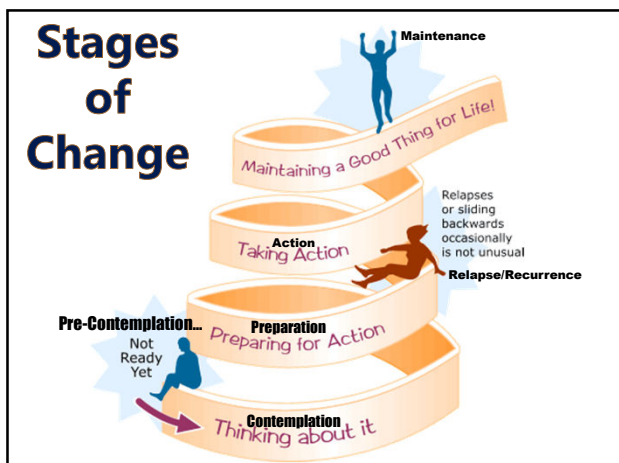 Stages
of
Change
Maintenance
Maintaining a Good Thing for Life!
Relapses
or sliding
backwards
occasionally
is not unusual
Relapse/Recurrence
Action
Taking Action
Pre-Contemplation...
Not
Ready
Yet
Preparation
Preparing for Action
Contemplation
Thinking about it